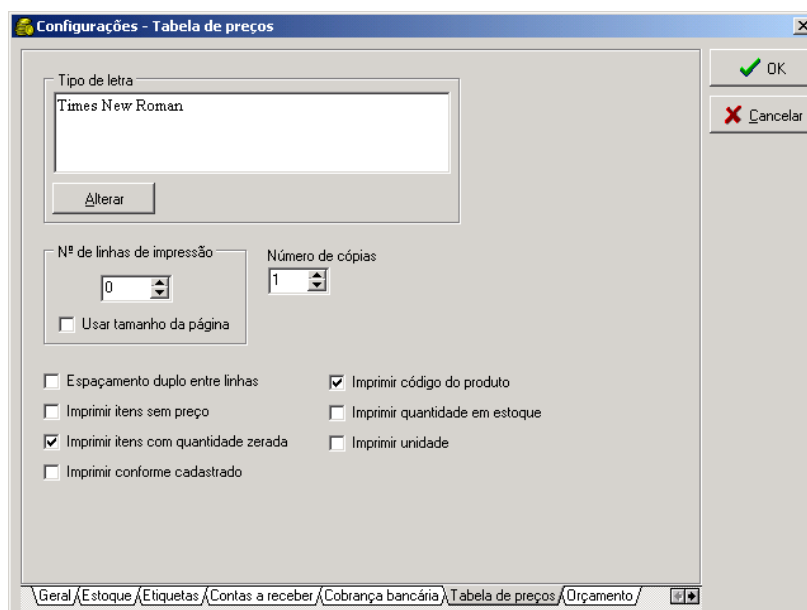 Configurações - Tabela de preços
OK
Cancelar
Tipo de letra
Times New Roman
Alterar
Nº de linhas de impressão
0
Usar tamanho da página
Número de cópias
1
Espaçamento duplo entre linhas
Imprimir itens sem preço
Imprimir itens com quantidade zerada
Imprimir conforme cadastrado
Imprimir código do produto
Imprimir quantidade em estoque
Imprimir unidade
Geral Estoque Etiquetas Contas a receber Cobrança bancária Tabela de preços Orçamento